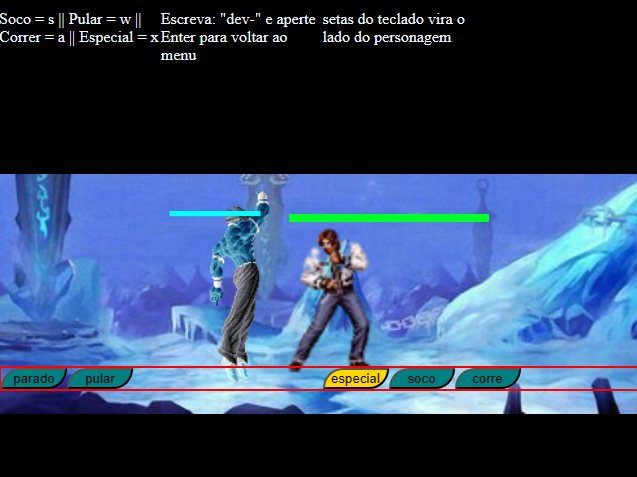 Soco = s || Pular = w ||
Correr = a || Especial = x
Escreva: "dev-" e aperte
Enter para voltar ao
menu
setas do teclado vira o
lado do personagem
parado
pular
especial
soco
corre